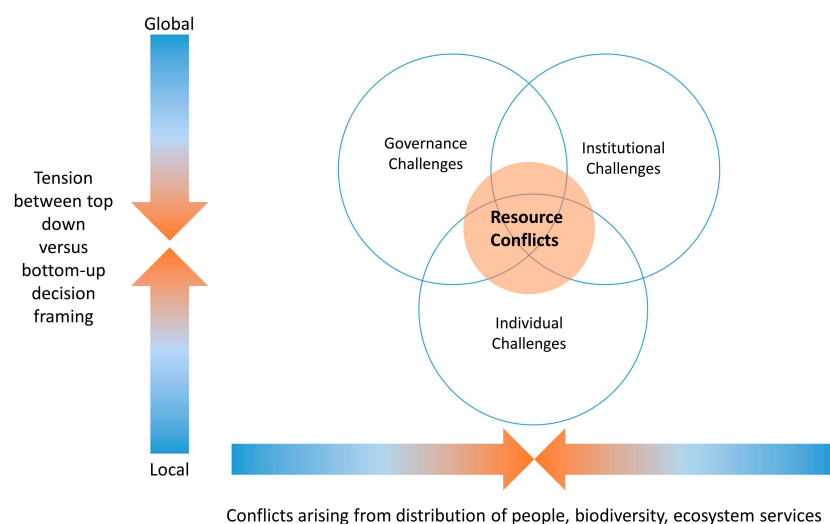 Global
Tension
between top
down
versus
bottom-up
decision
framing
Local
Governance
Challenges
Institutional
Challenges
Resource
Conflicts
Individual
Challenges
Conflicts arising from distribution of people, biodiversity, ecosystem services